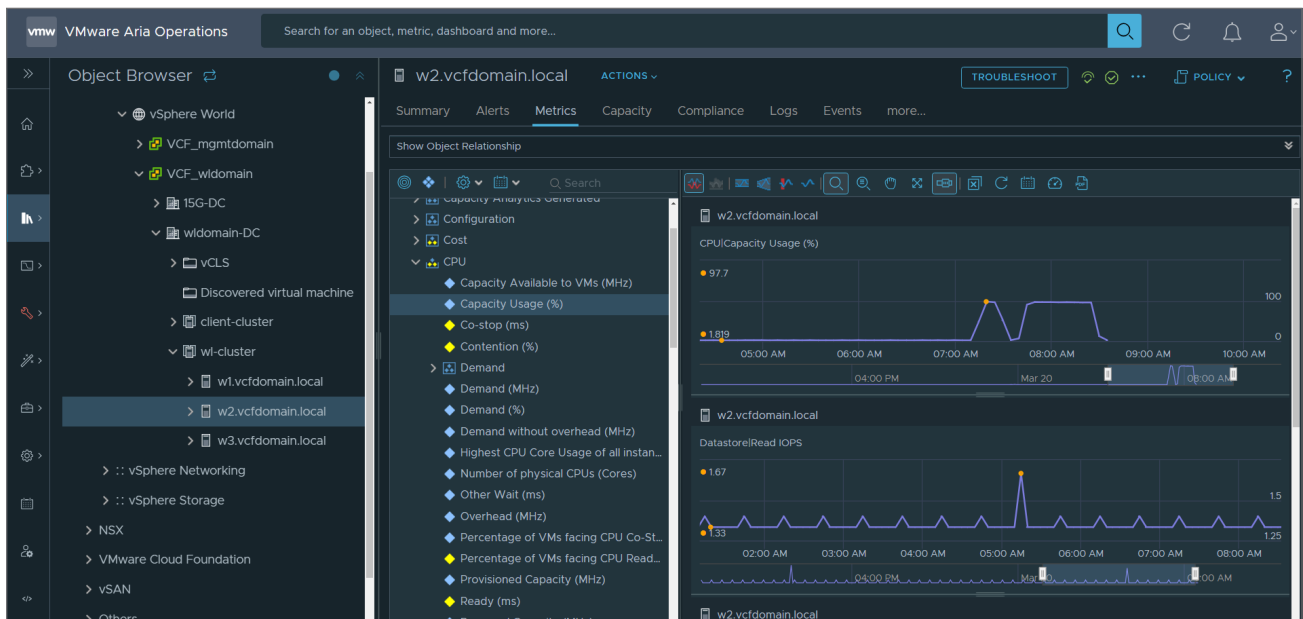 vmw VMware Aria Operations
Search for an object, metric, dashboard and more...
Object Browser
w2.vcfdomain.local ACTIONS
TROUBLESHOOT
POLICY
?
Summary Alerts Metrics Capacity Compliance Logs Events more...
Show Object Relationship
vSphere World
VCF_mgmtdomain
VCF_wldomain
15G-DC
wldomain-DC
vCLS
Discovered virtual machine
client-cluster
wl-cluster
w1.vcfdomain.local
w2.vcfdomain.local
w3.vcfdomain.local
:: vSphere Networking
:: vSphere Storage
NSX
VMware Cloud Foundation
vSAN
Others
Search
Capacity Analytics Generated
Configuration
Cost
CPU
Capacity Available to VMs (MHz)
Capacity Usage (%)
Co-stop (ms)
Contention (%)
Demand
Demand (MHz)
Demand (%)
Demand without overhead (MHz)
Highest CPU Core Usage of all instan...
Number of physical CPUs (Cores)
Other Wait (ms)
Overhead (MHz)
Percentage of VMs facing CPU Co-St...
Percentage of VMs facing CPU Read...
Provisioned Capacity (MHz)
Ready (ms)
w2.vcfdomain.local
CPU|Capacity Usage (%)
97.7
100
1.819
0
05:00 AM 06:00 AM 07:00 AM 08:00 AM 09:00 AM 10:00 AM
04:00 PM Mar 20 08:00 AM
w2.vcfdomain.local
Datastore|Read IOPS
1.67
1.5
1.33
1.25
02:00 AM 03:00 AM 04:00 AM 05:00 AM 06:00 AM 07:00 AM 08:00 AM
04:00 PM
w2.vcfdomain.local